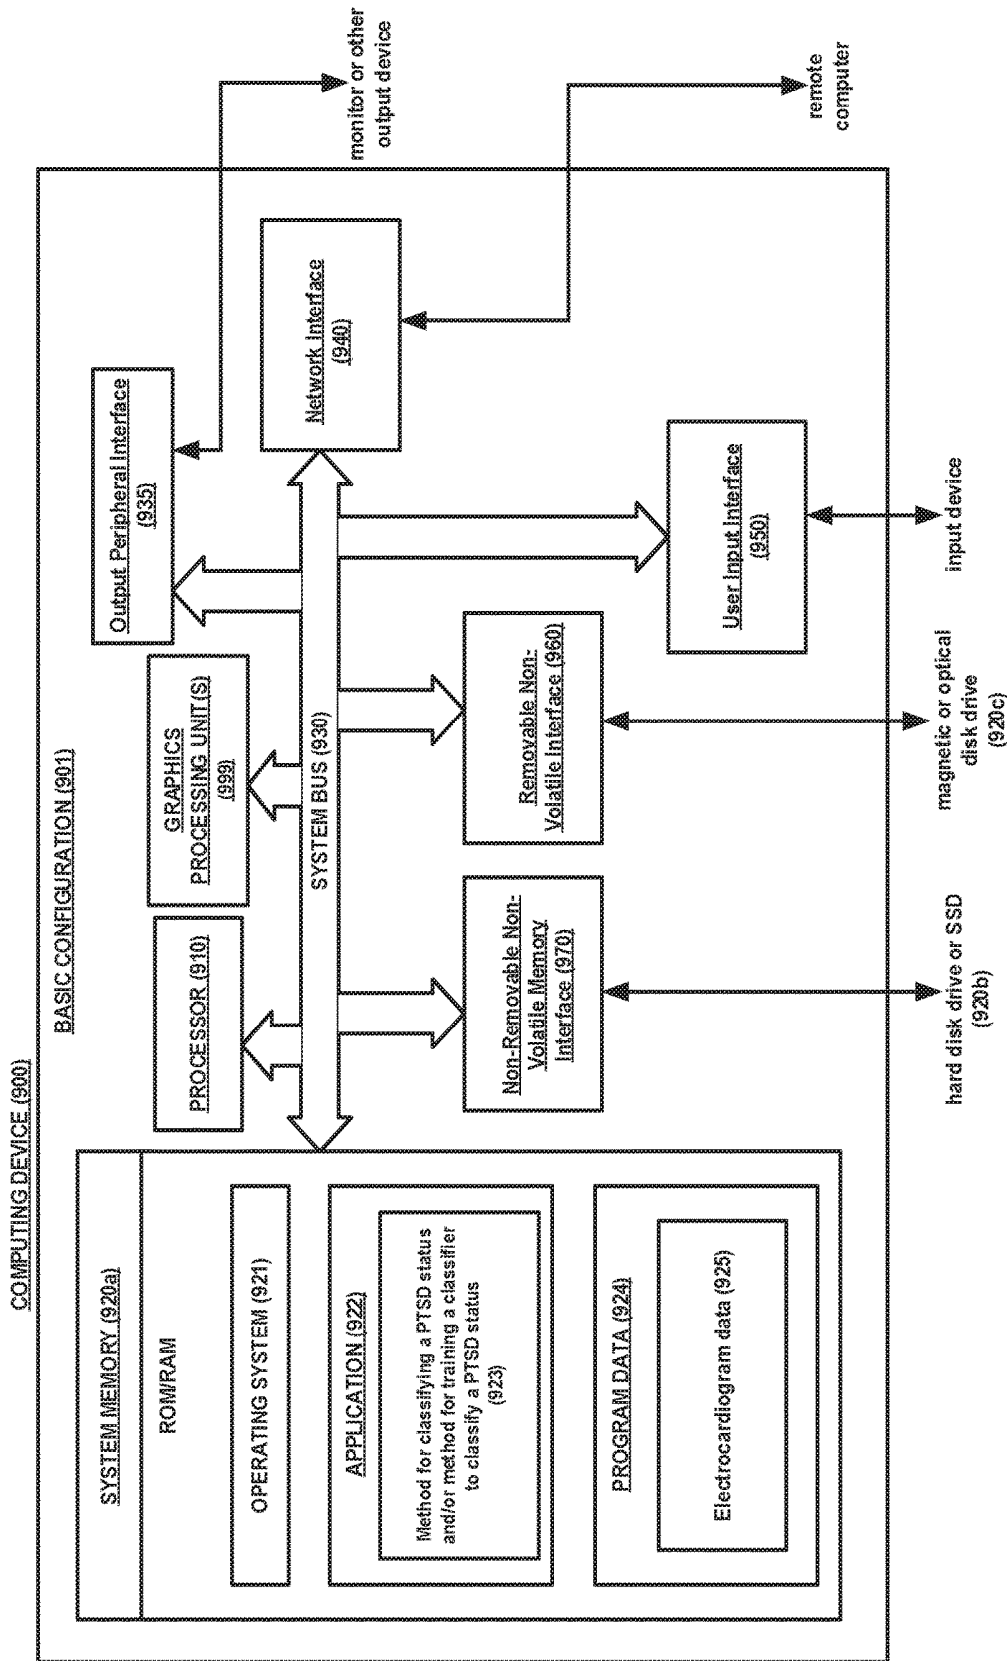 COMPUTING DEVICE (900)
BASIC CONFIGURATION (901)
SYSTEM MEMORY (920a)
ROM/RAM
OPERATING SYSTEM (921)
APPLICATION (922)
Method for classifying a PTSD status
and/or method for training a classifier
to classify a PTSD status
(923)
PROGRAM DATA (924)
Electrocardiogram data (925)
PROCESSOR (910)
GRAPHICS
PROCESSING UNIT(S)
(999)
Output Peripheral Interface
(935)
SYSTEM BUS (930)
Network Interface
(940)
Non-Removable Non-
Volatile Memory
Interface (970)
Removable Non-
Volatile Interface (960)
User Input Interface
(950)
monitor or other
output device
remote
computer
hard disk drive or SSD
(920b)
magnetic or optical
disk drive
(920c)
input device